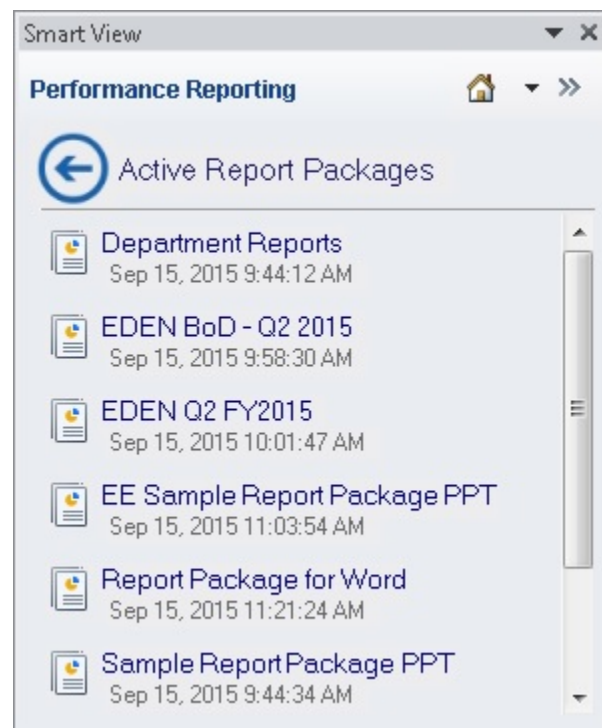 Smart View
Performance Reporting
Active Report Packages
Department Reports
Sep 15, 2015 9:44:12 AM
EDEN BoD - Q2 2015
Sep 15, 2015 9:58:30 AM
EDEN Q2 FY2015
Sep 15, 2015 10:01:47 AM
EE Sample Report Package PPT
Sep 15, 2015 11:03:54 AM
Report Package for Word
Sep 15, 2015 11:21:24 AM
Sample Report Package PPT
Sep 15, 2015 9:44:34 AM